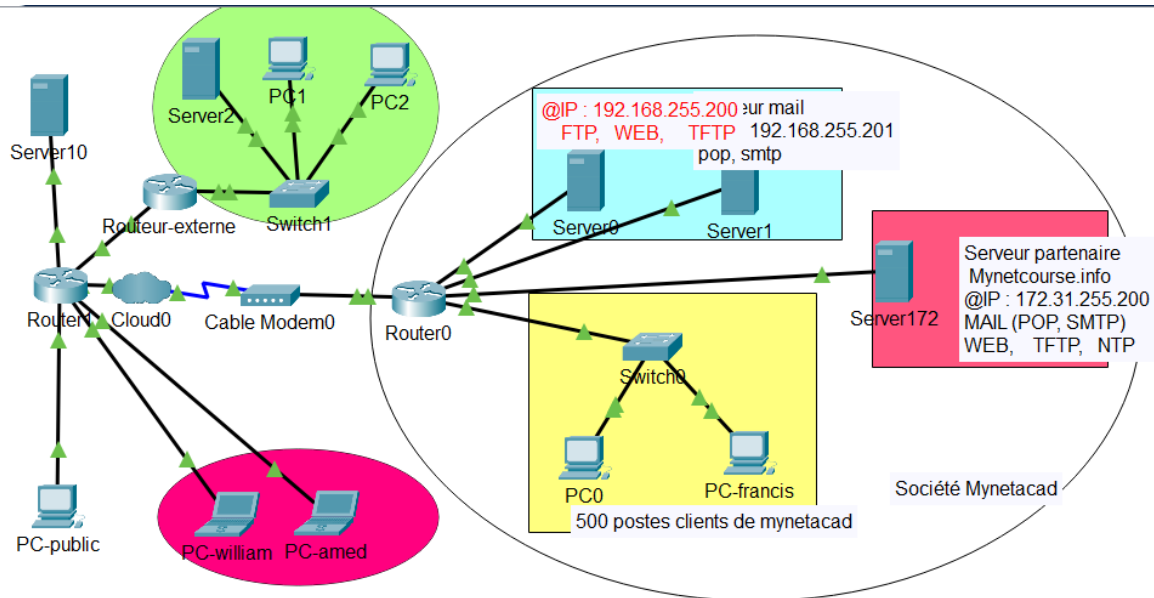 Server10
Server2
PC1
PC2
Routeur-externe
Switch1
Router1
Cloud0
Cable Modem0
Router0
PC-public
PC-william
PC-amed
@IP : 192.168.255.200
FTP, WEB, TFTP
eur mail
192.168.255.201
pop, smtp
Server0
Server1
Server172
Serveur partenaire
Mynetcourse.info
@IP : 172.31.255.200
MAIL (POP, SMTP)
WEB, TFTP, NTP
Switch0
PC0
PC-francis
500 postes clients de mynetacad
Société Mynetacad